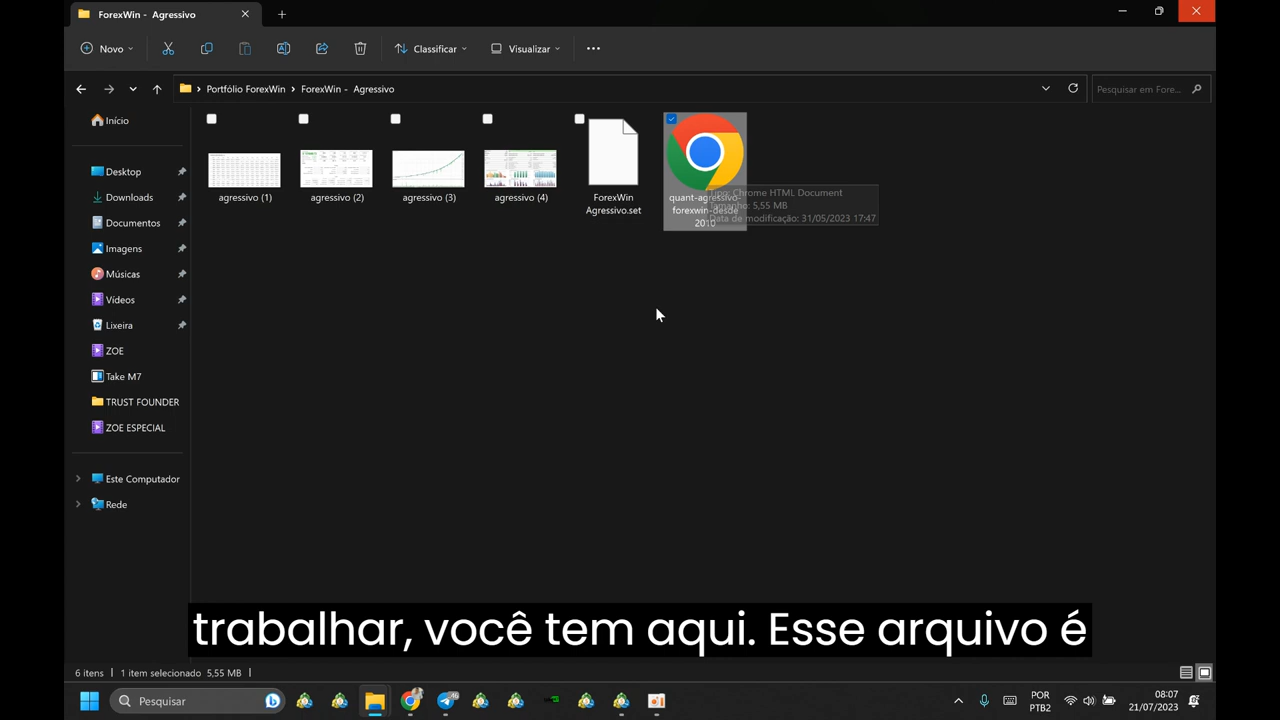 ForexWin - Agressivo
Novo
Classificar
Visualizar
Portfólio ForexWin
ForexWin - Agressivo
Pesquisar em Fore...
Início
Desktop
Downloads
Documentos
Imagens
Músicas
Vídeos
Lixeira
ZOE
Take M7
TRUST FOUNDER
ZOE ESPECIAL
Este Computador
Rede
agressivo (1)
agressivo (2)
agressivo (3)
agressivo (4)
ForexWin
Agressivo.set
quant-agressivo-
forexwin-desde
2010
Tipo: Chrome HTML Document
Tamanho: 5,55 MB
Data de modificação: 31/05/2023 17:47
trabalhar, você tem aqui. Esse arquivo é
6 itens
1 item selecionado 5,55 MB
Pesquisar
POR
PTB2
08:07
21/07/2023